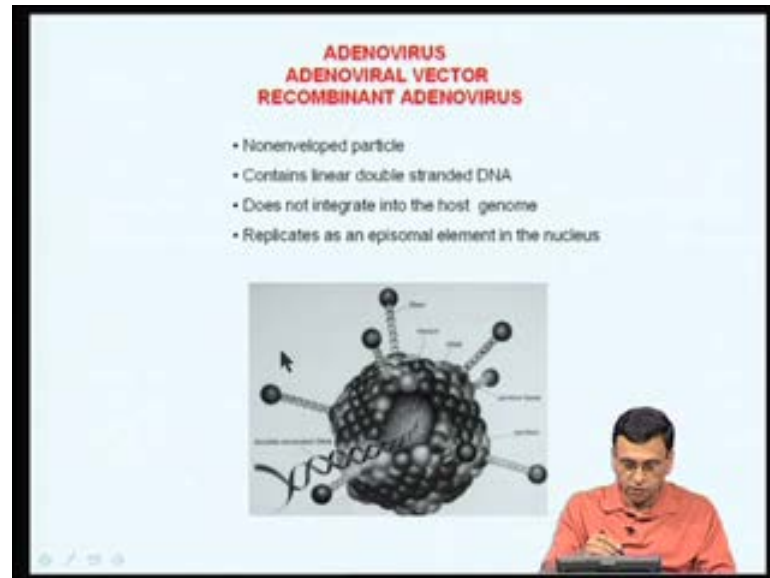 ADENOVIRUS
ADENOVIRAL VECTOR
RECOMBINANT ADENOVIRUS
• Nonenveloped particle
• Contains linear double stranded DNA
• Does not integrate into the host genome
• Replicates as an episomal element in the nucleus